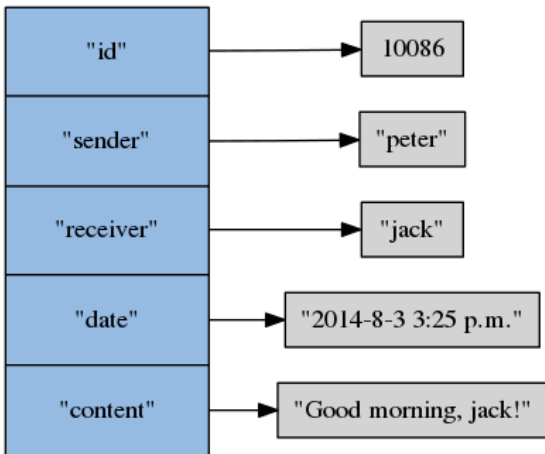 "id" 10086
"sender" "peter"
"receiver" "jack"
"date" "2014-8-3 3:25 p.m."
"content" "Good morning, jack!"